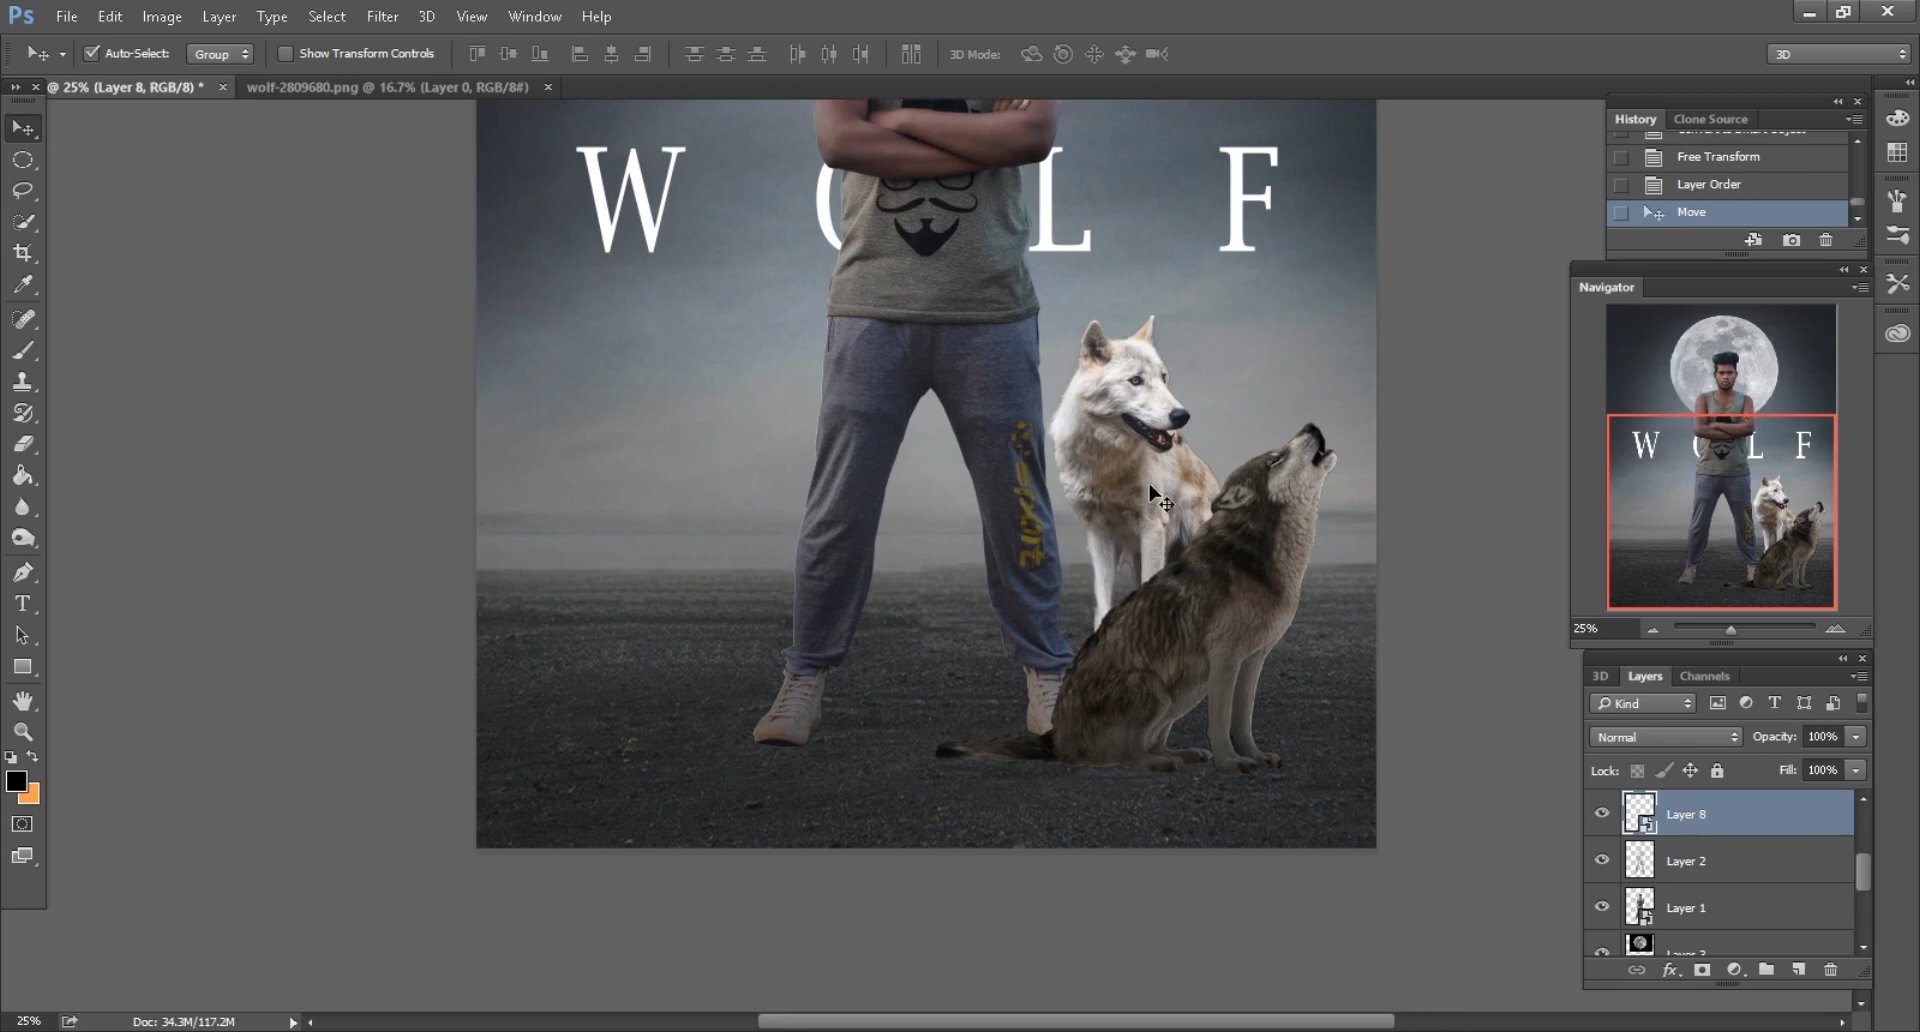 Ps File Edit Image Layer Type Select Filter 3D View Window Help
Auto-Select: Group Show Transform Controls 3D Mode: 3D
@ 25% (Layer 8, RGB/8) * × wolf-2809680.png @ 16.7% (Layer 0, RGB/8#) ×
History Clone Source
Free Transform
Layer Order
Move
W O L F
Navigator
W O L F
25%
3D Layers Channels
Kind
Normal Opacity: 100%
Lock: Fill: 100%
Layer 8
Layer 2
Layer 1
25% Doc: 34.3M/117.2M